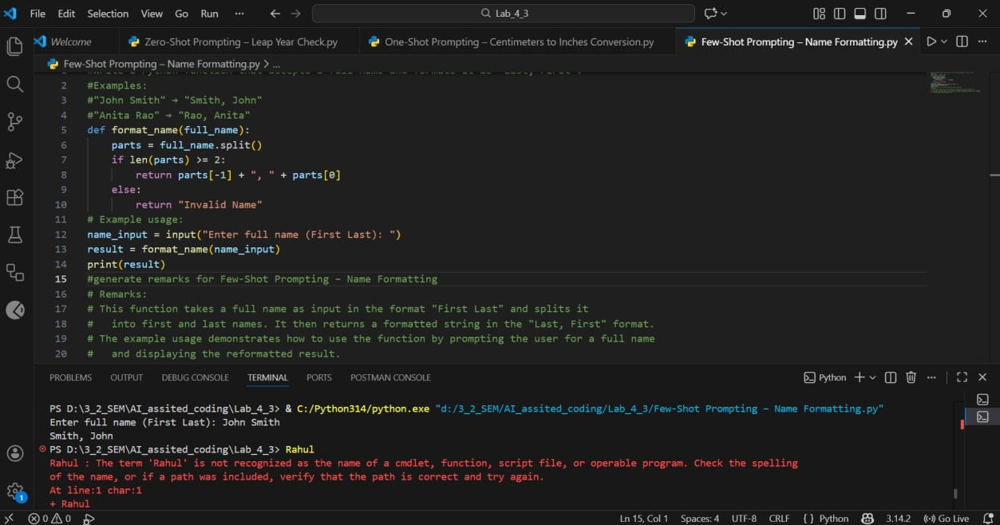 File Edit Selection View Go Run ··· Lab_4_3
Welcome Zero-Shot Prompting – Leap Year Check.py One-Shot Prompting – Centimeters to Inches Conversion.py Few-Shot Prompting – Name Formatting.py
Few-Shot Prompting – Name Formatting.py > ...
2 #Examples:
3 #"John Smith" → "Smith, John"
4 #"Anita Rao" → "Rao, Anita"
5 def format_name(full_name):
6 parts = full_name.split()
7 if len(parts) >= 2:
8 return parts[-1] + ", " + parts[0]
9 else:
10 return "Invalid Name"
11 # Example usage:
12 name_input = input("Enter full name (First Last): ")
13 result = format_name(name_input)
14 print(result)
15 #generate remarks for Few-Shot Prompting – Name Formatting
16 # Remarks:
17 # This function takes a full name as input in the format "First Last" and splits it
18 #   into first and last names. It then returns a formatted string in the "Last, First" format.
19 # The example usage demonstrates how to use the function by prompting the user for a full name
20 #   and displaying the reformatted result.
PROBLEMS OUTPUT DEBUG CONSOLE TERMINAL PORTS POSTMAN CONSOLE Python
PS D:\3_2_SEM\AI_assited_coding\Lab_4_3> & C:/Python314/python.exe "d:/3_2_SEM/AI_assited_coding/Lab_4_3/Few-Shot Prompting – Name Formatting.py"
Enter full name (First Last): John Smith
Smith, John
PS D:\3_2_SEM\AI_assited_coding\Lab_4_3> Rahul
Rahul : The term 'Rahul' is not recognized as the name of a cmdlet, function, script file, or operable program. Check the spelling
of the name, or if a path was included, verify that the path is correct and try again.
At line:1 char:1
+ Rahul
1
0 0 Ln 15, Col 1 Spaces: 4 UTF-8 CRLF { } Python 3.14.2 Go Live